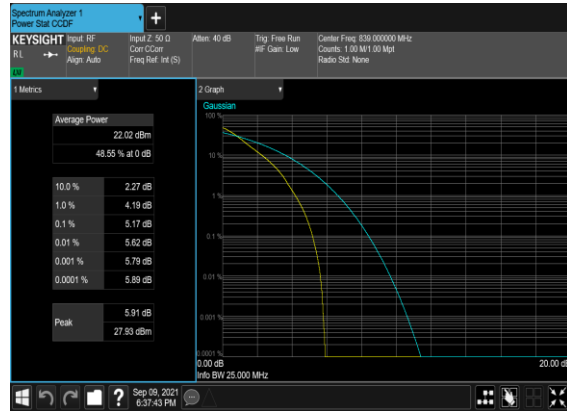 Spectrum Analyzer 1
Power Stat CCDF
KEYSIGHT
Input: RF
Input Z: 50 Ω
Atten: 40 dB
Trig: Free Run
Center Freq: 839.000000 MHz
R L
Coupling: DC
Corr CCorr
#IF Gain: Low
Counts: 1.00 M/1.00 Mpt
Align: Auto
Freq Ref: Int (S)
Radio Std: None
1 Metrics
2 Graph
Gaussian
Average Power
22.02 dBm
48.55 % at 0 dB
10.0 % 2.27 dB
1.0 % 4.19 dB
0.1 % 5.17 dB
0.01 % 5.62 dB
0.001 % 5.79 dB
0.0001 % 5.89 dB
Peak
5.91 dB
27.93 dBm
100 %
10 %
1 %
0.1 %
0.01 %
0.001 %
0.0001 %
0.00 dB
20.00 dB
Info BW 25.000 MHz
Sep 09, 2021
6:37:43 PM